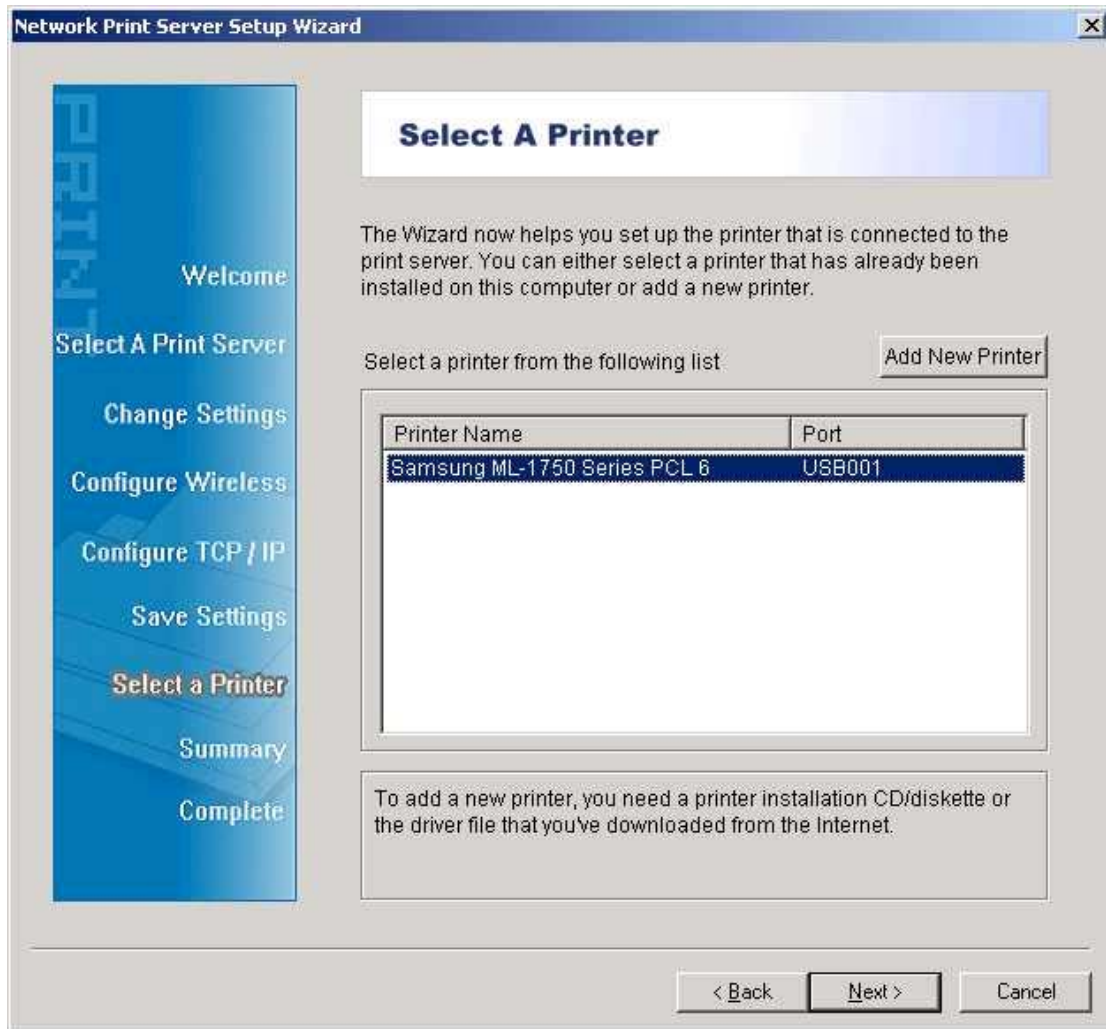 Network Print Server Setup Wizard
PRINT
Welcome
Select A Print Server
Change Settings
Configure Wireless
Configure TCP / IP
Save Settings
Select a Printer
Summary
Complete
Select A Printer
The Wizard now helps you set up the printer that is connected to the
print server. You can either select a printer that has already been
installed on this computer or add a new printer.
Select a printer from the following list
Add New Printer
Printer Name Port
Samsung ML-1750 Series PCL 6 USB001
To add a new printer, you need a printer installation CD/diskette or
the driver file that you've downloaded from the Internet.
< Back Next > Cancel